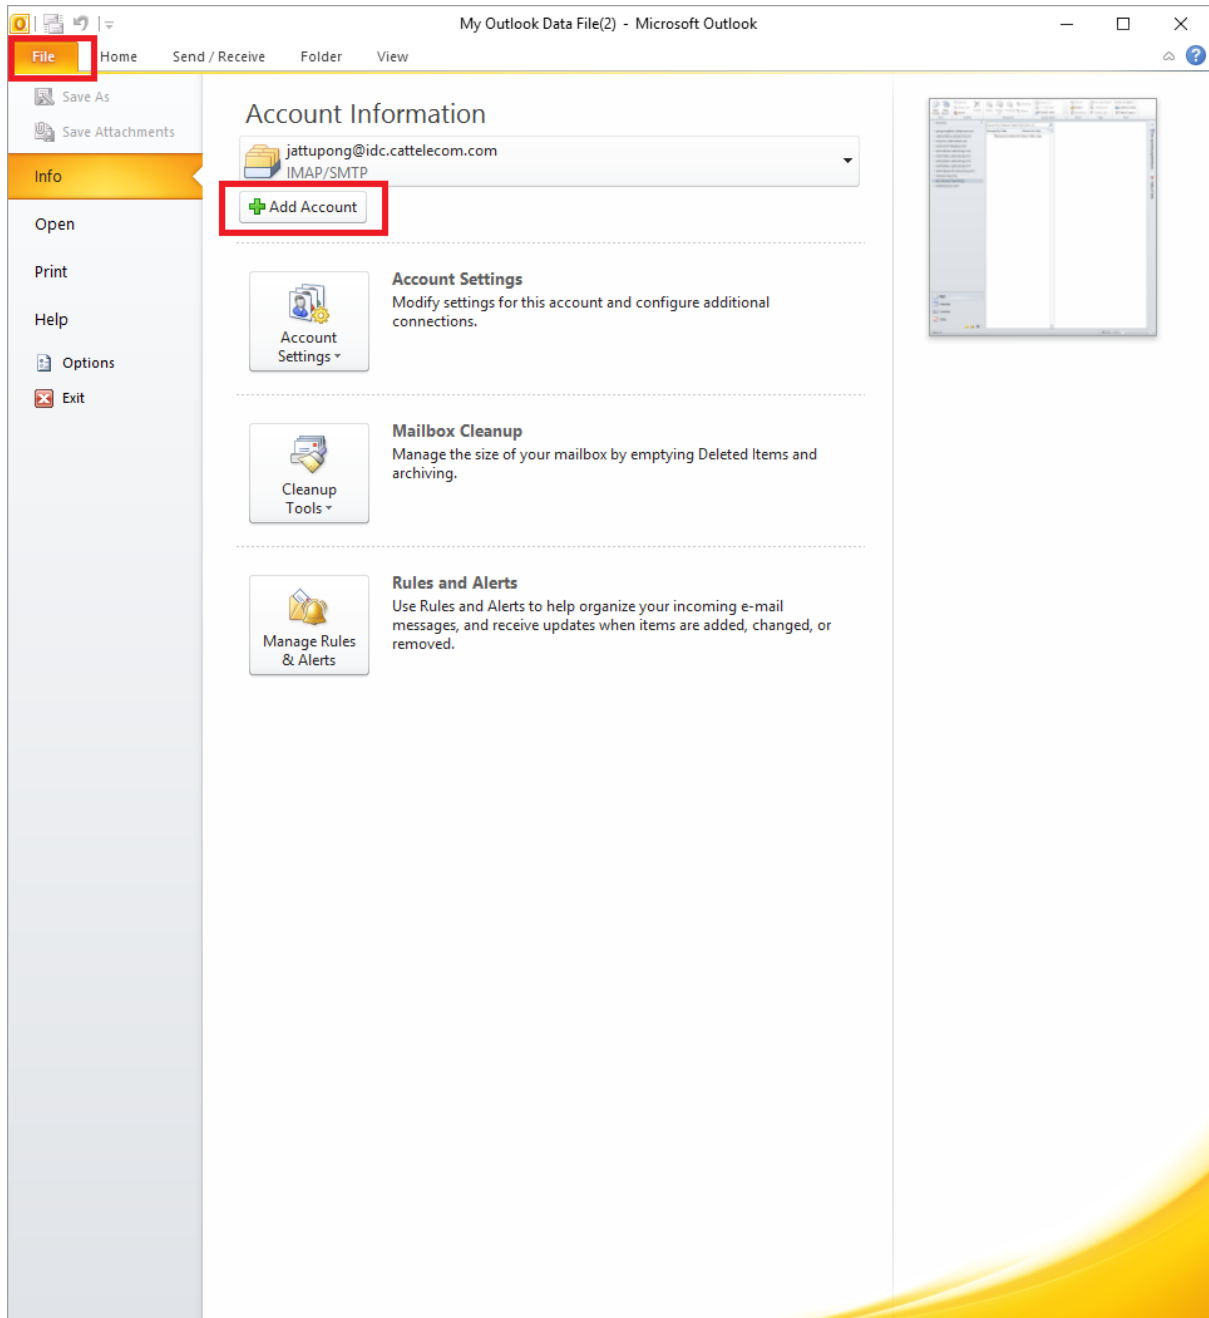 My Outlook Data File(2) - Microsoft Outlook
File Home Send / Receive Folder View
Save As
Save Attachments
Info
Open
Print
Help
Options
Exit
Account Information
jattupong@idc.cattelecom.com
IMAP/SMTP
Add Account
Account Settings
Modify settings for this account and configure additional
connections.
Account
Settings
Mailbox Cleanup
Manage the size of your mailbox by emptying Deleted Items and
archiving.
Cleanup
Tools
Rules and Alerts
Use Rules and Alerts to help organize your incoming e-mail
messages, and receive updates when items are added, changed, or
removed.
Manage Rules
& Alerts